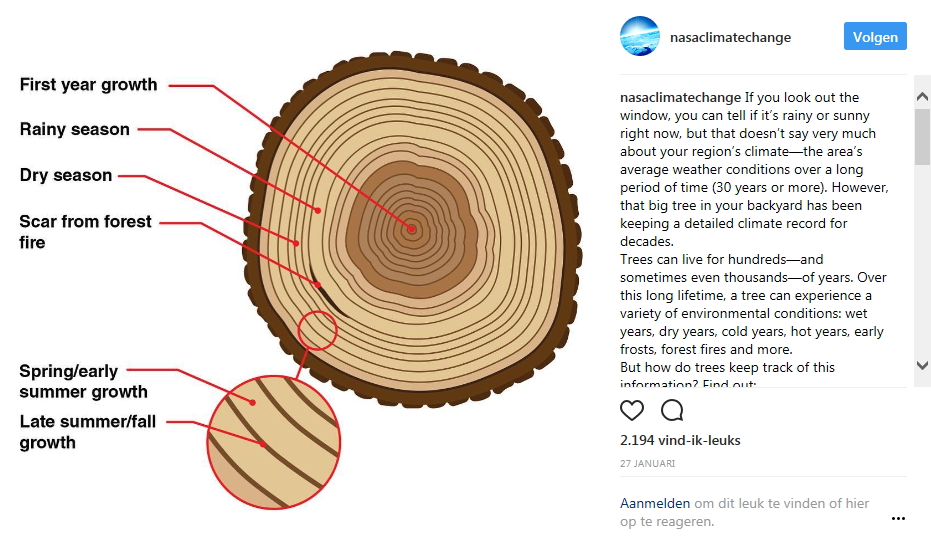 First year growth
Rainy season
Dry season
Scar from forest
fire
Spring/early
summer growth
Late summer/fall
growth
nasaclimatechange
Volgen
nasaclimatechange If you look out the
window, you can tell if it's rainy or sunny
right now, but that doesn't say very much
about your region's climate—the area's
average weather conditions over a long
period of time (30 years or more). However,
that big tree in your backyard has been
keeping a detailed climate record for
decades.
Trees can live for hundreds—and
sometimes even thousands—of years. Over
this long lifetime, a tree can experience a
variety of environmental conditions: wet
years, dry years, cold years, hot years, early
frosts, forest fires and more.
But how do trees keep track of this
information? Find out:
2.194 vind-ik-leuks
27 JANUARI
Aanmelden om dit leuk te vinden of hier
op te reageren.